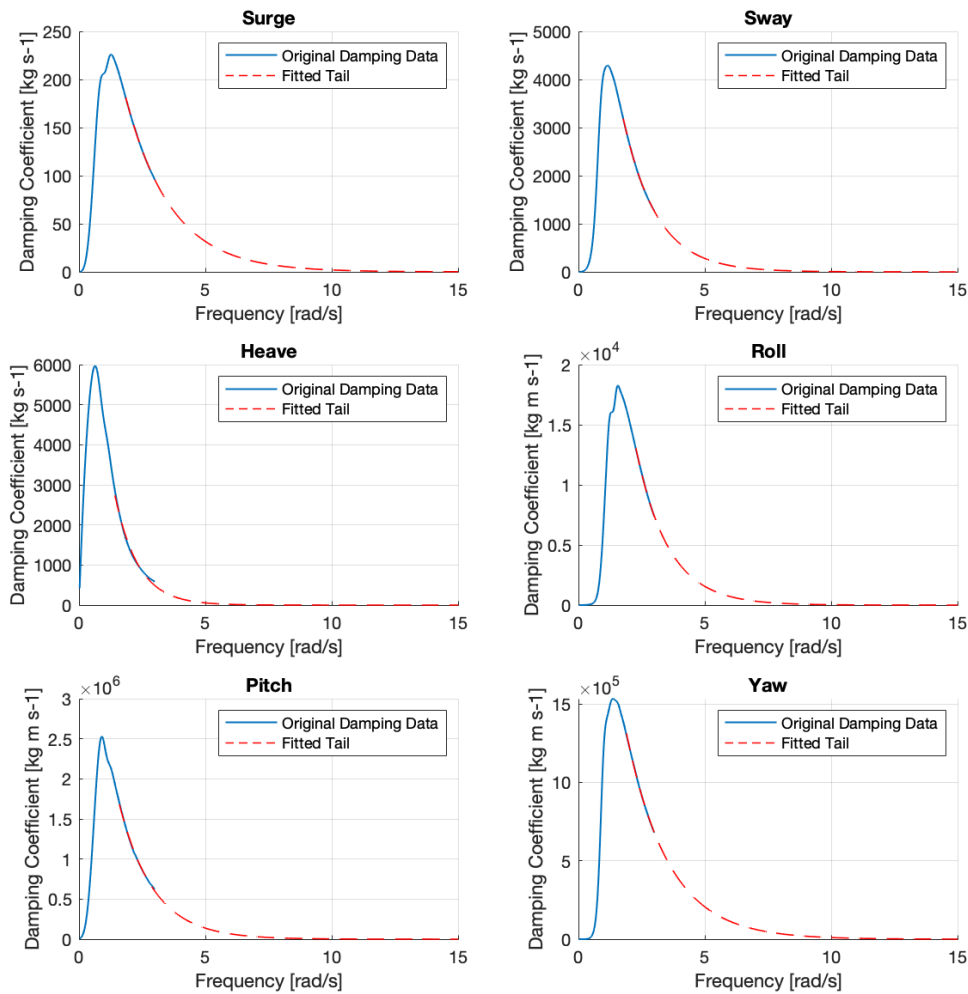 Surge
Damping Coefficient [kg s-1]
250
200
150
100
50
0
Original Damping Data
Fitted Tail
0 5 10 15
Frequency [rad/s]
Sway
Damping Coefficient [kg s-1]
5000
4000
3000
2000
1000
0
Original Damping Data
Fitted Tail
0 5 10 15
Frequency [rad/s]
Heave
Damping Coefficient [kg s-1]
6000
5000
4000
3000
2000
1000
0
Original Damping Data
Fitted Tail
0 5 10 15
Frequency [rad/s]
Roll
×10^4
Damping Coefficient [kg m s-1]
2
1.5
1
0.5
0
Original Damping Data
Fitted Tail
0 5 10 15
Frequency [rad/s]
Pitch
×10^6
Damping Coefficient [kg m s-1]
3
2.5
2
1.5
1
0.5
0
Original Damping Data
Fitted Tail
0 5 10 15
Frequency [rad/s]
Yaw
×10^5
Damping Coefficient [kg m s-1]
15
10
5
0
Original Damping Data
Fitted Tail
0 5 10 15
Frequency [rad/s]